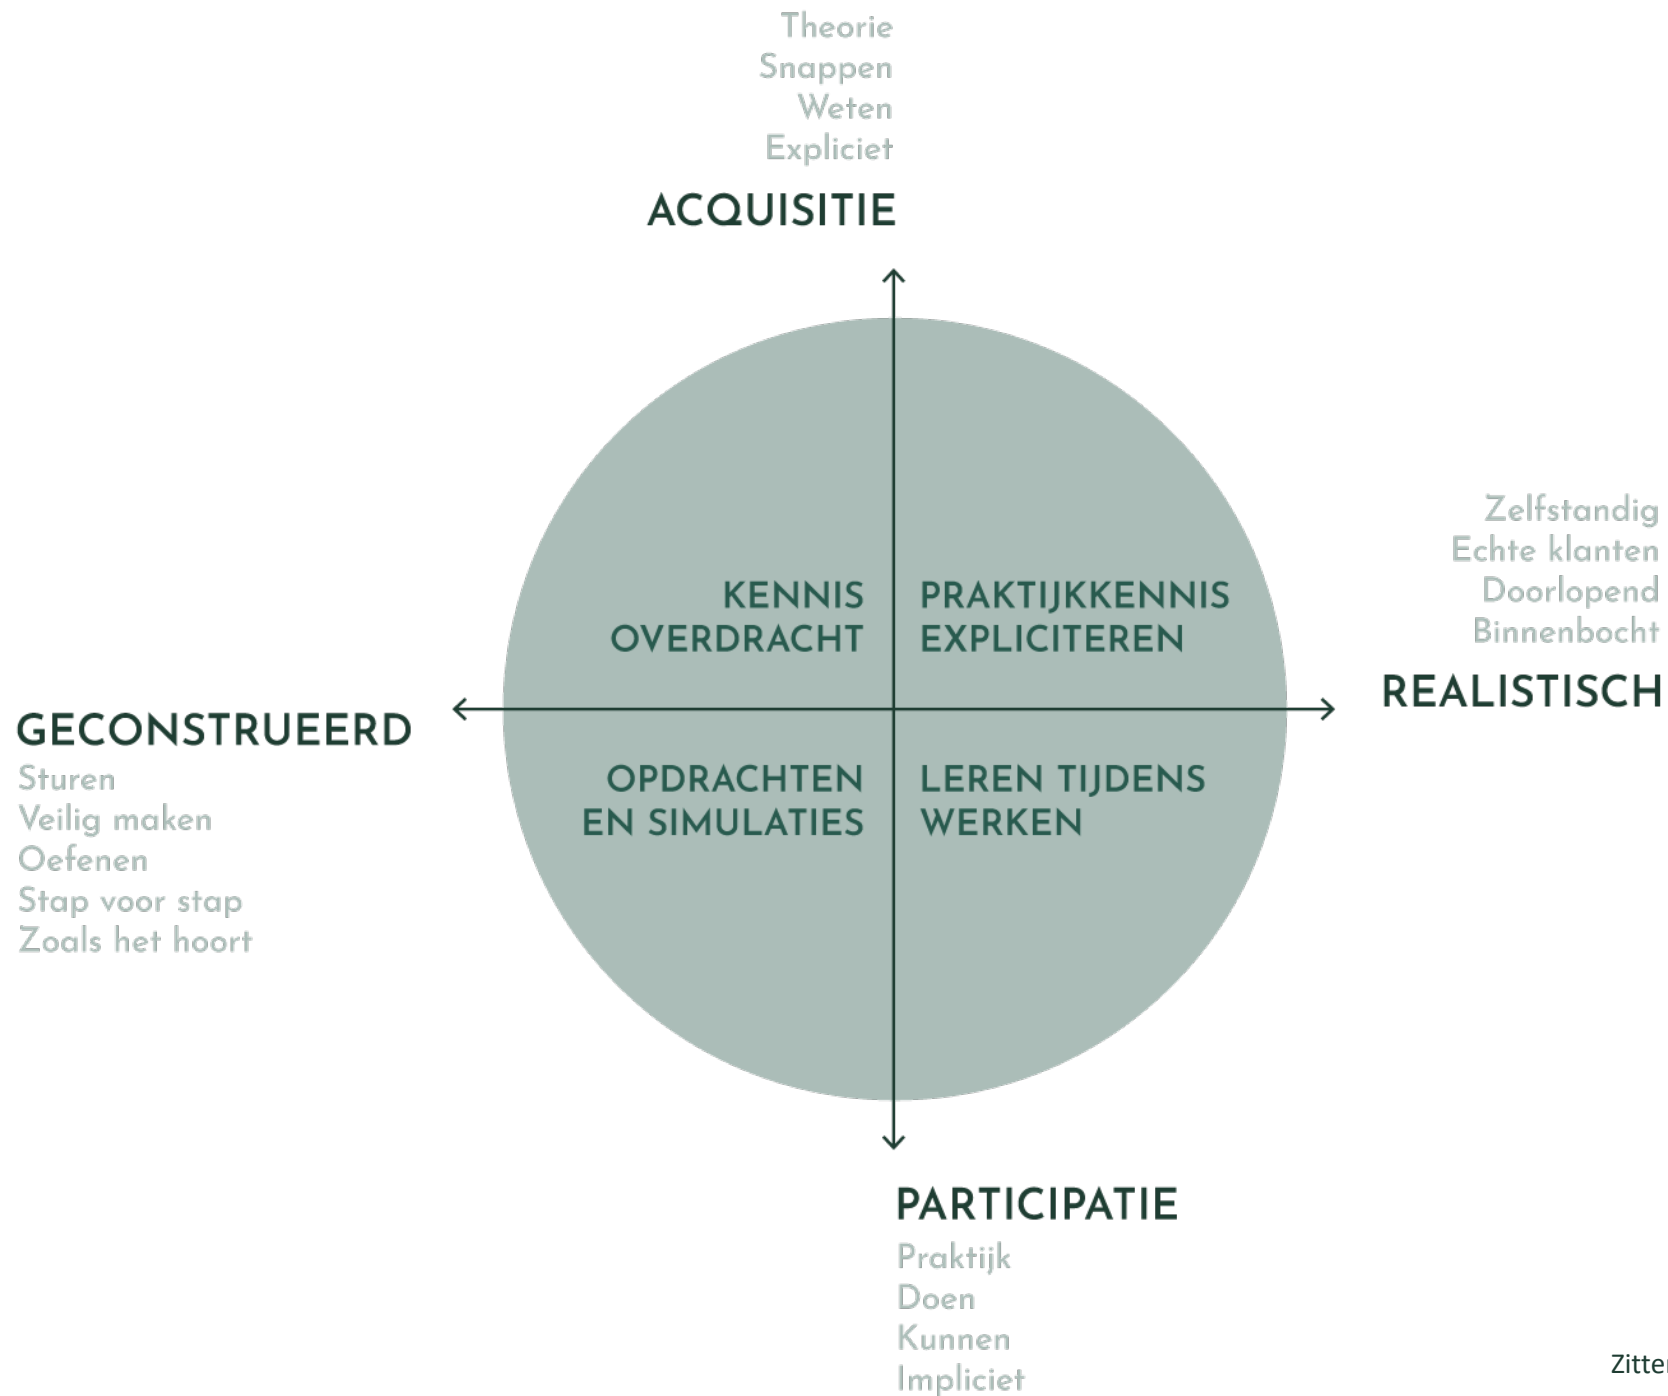 Theorie
Snappen
Weten
Expliciet
ACQUISITIE
Zelfstandig
Echte klanten
Doorlopend
Binnenbocht
REALISTISCH
KENNIS
OVERDRACHT
PRAKTIJKKENNIS
EXPLICITEREN
GECONSTRUEERD
Sturen
Veilig maken
Oefenen
Stap voor stap
Zoals het hoort
OPDRACHTEN
EN SIMULATIES
LEREN TIJDENS
WERKEN
PARTICIPATIE
Praktijk
Doen
Kunnen
Impliciet